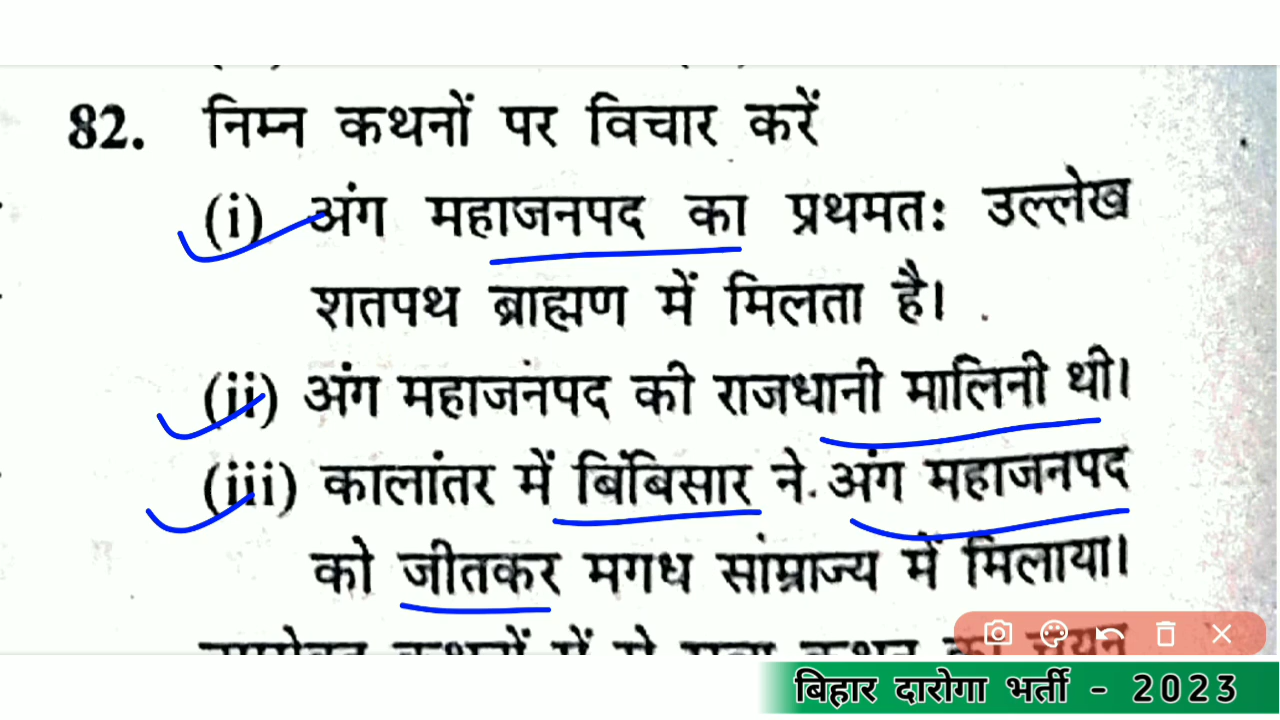 82. निम्न कथनों पर विचार करें
(i) अंग महाजनपद का प्रथमतः उल्लेख
शतपथ ब्राह्मण में मिलता है।
(ii) अंग महाजनपद की राजधानी मालिनी थी।
(iii) कालांतर में बिंबिसार ने अंग महाजनपद
को जीतकर मगध साम्राज्य में मिलाया।
बिहार दारोगा भर्ती - 2023